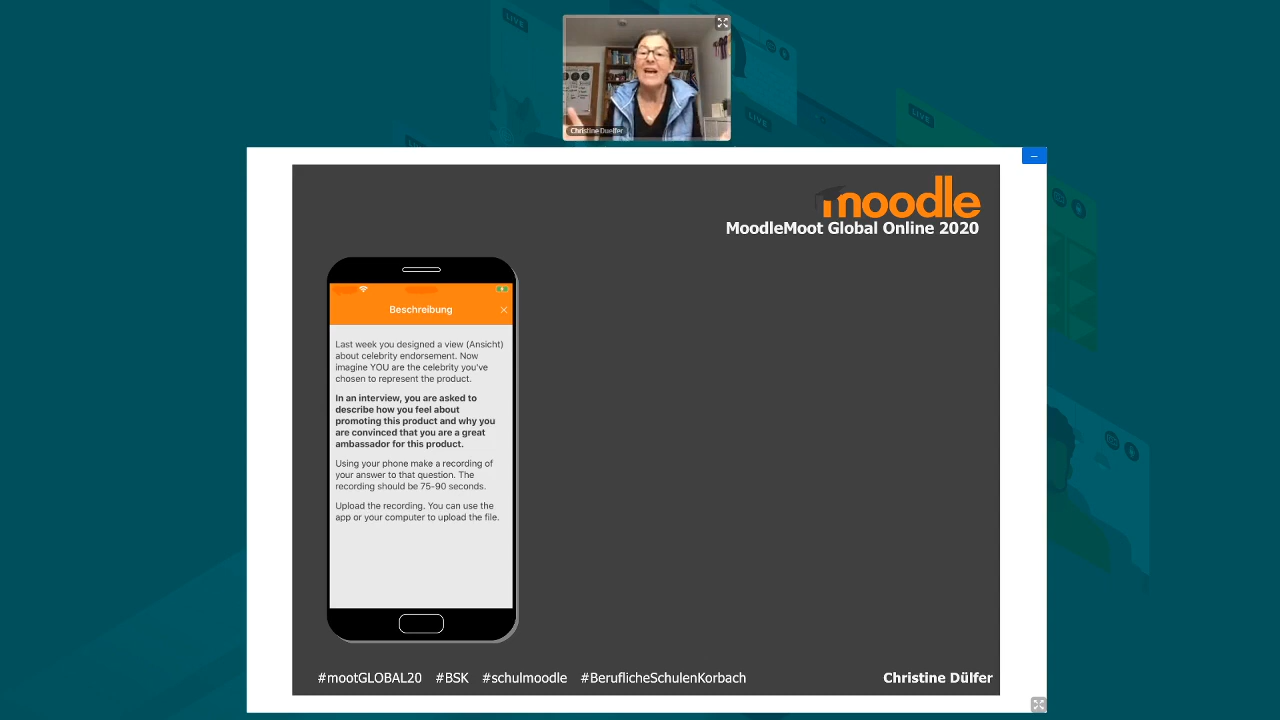 LIVE
Christine Duelfer
LIVE
LIVE
moodle
MoodleMoot Global Online 2020
Beschreibung
Last week you designed a view (Ansicht)
about celebrity endorsement. Now
imagine YOU are the celebrity you've
chosen to represent the product.
In an interview, you are asked to
describe how you feel about
promoting this product and why you
are convinced that you are a great
ambassador for this product.
Using your phone make a recording of
your answer to that question. The
recording should be 75-90 seconds.
Upload the recording. You can use the
app or your computer to upload the file.
#mootGLOBAL20 #BSK #schulmoodle #BeruflicheSchulenKorbach
Christine Dülfer